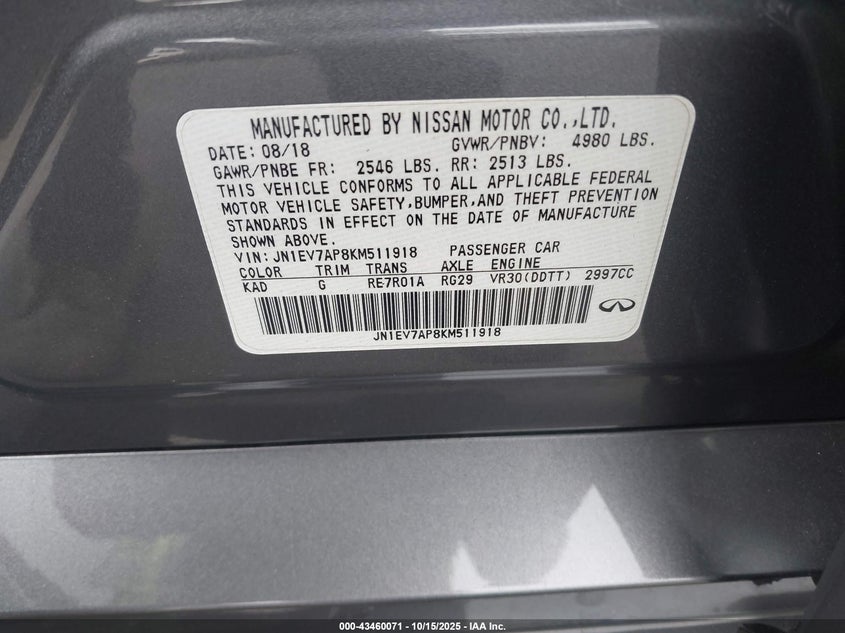 MANUFACTURED BY NISSAN MOTOR CO.,LTD.
DATE: 08/18 GVWR/PNBV: 4980 LBS.
GAWR/PNBE FR: 2546 LBS. RR: 2513 LBS.
THIS VEHICLE CONFORMS TO ALL APPLICABLE FEDERAL
MOTOR VEHICLE SAFETY,BUMPER,AND THEFT PREVENTION
STANDARDS IN EFFECT ON THE DATE OF MANUFACTURE
SHOWN ABOVE.
VIN: JN1EV7AP8KM511918 PASSENGER CAR
COLOR TRIM TRANS AXLE ENGINE
KAD G RE7R01A RG29 VR30(DDTT) 2997CC
JN1EV7AP8KM511918
000-43460071 - 10/15/2025 - IAA Inc.